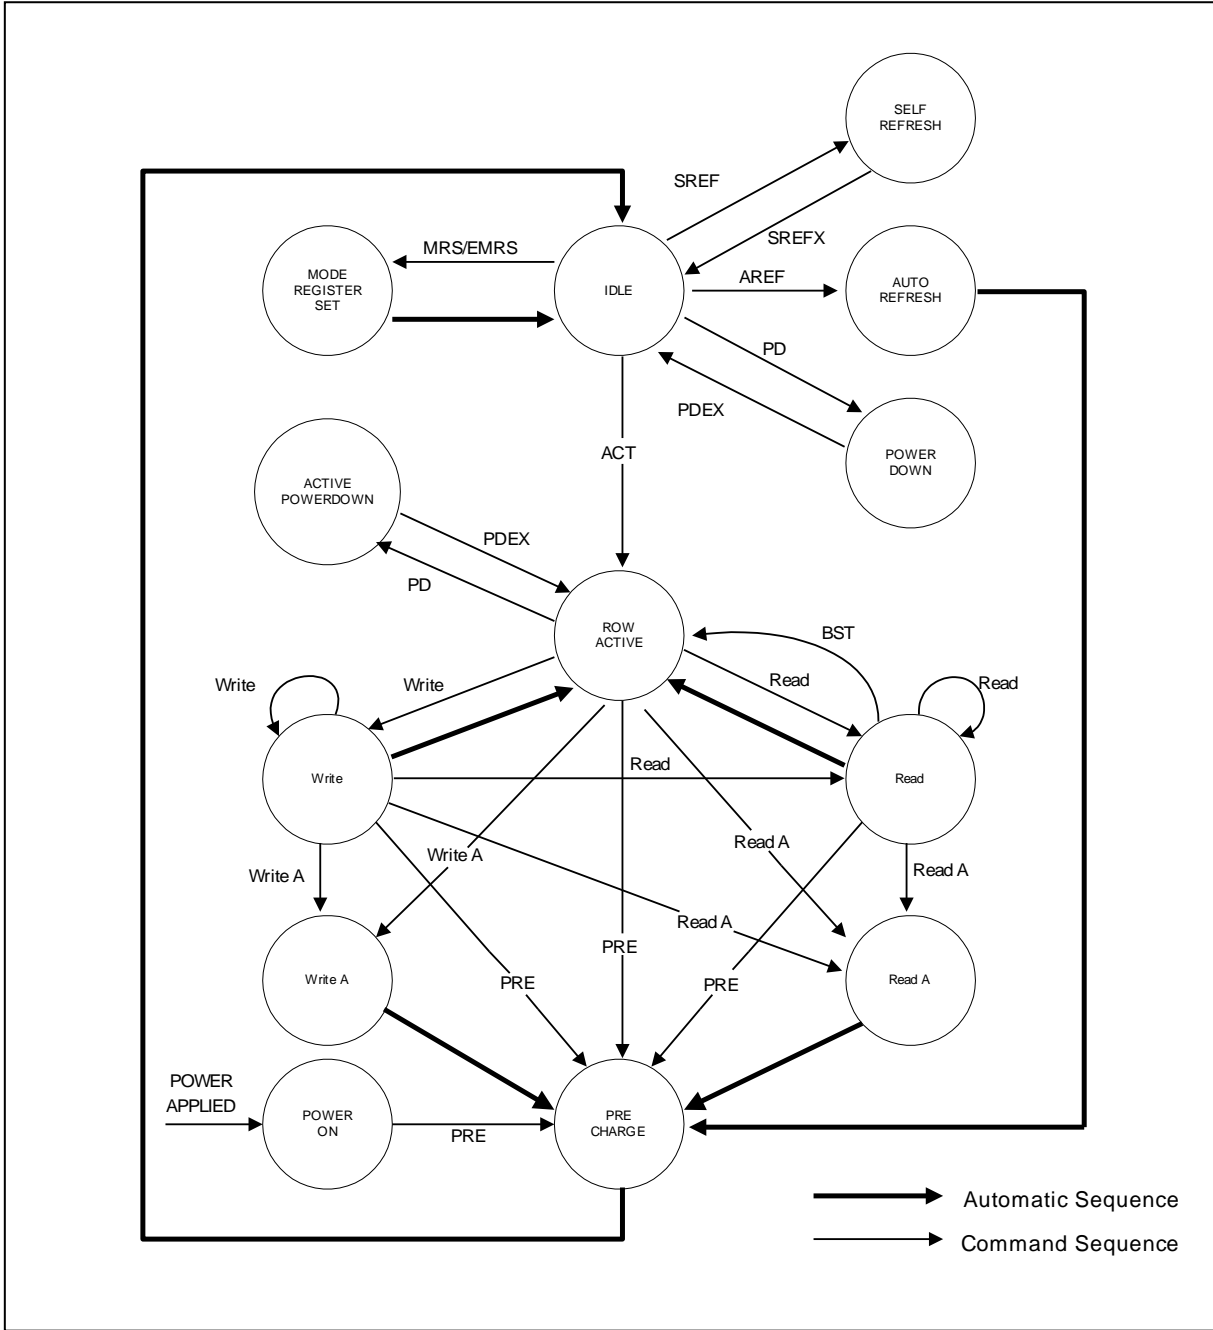 SELF
REFRESH
SREF
SREFX
MRS/EMRS
MODE
REGISTER
SET
IDLE
AREF
AUTO
REFRESH
PD
PDEX
POWER
DOWN
ACT
ACTIVE
POWERDOWN
PDEX
PD
ROW
ACTIVE
BST
Write
Write
Read
Read
Write
Read
Read
Write A
Write A
Read A
Read A
Read A
PRE
PRE
PRE
Write A
Read A
POWER
APPLIED
POWER
ON
PRE
PRE
CHARGE
Automatic Sequence
Command Sequence